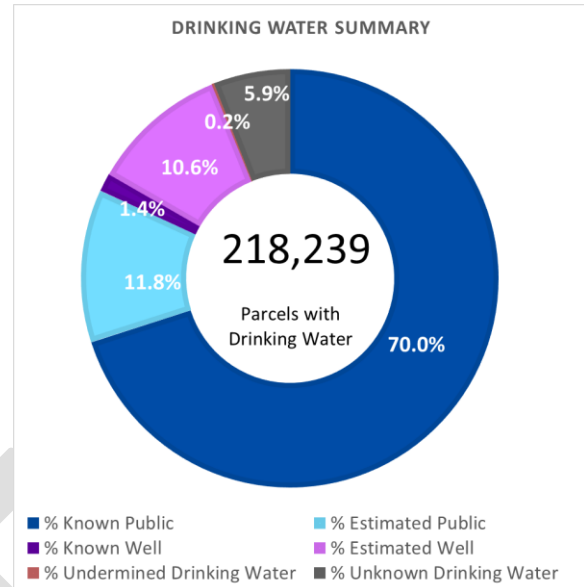 DRINKING WATER SUMMARY
5.9%
0.2%
10.6%
1.4%
11.8%
70.0%
218,239
Parcels with
Drinking Water
% Known Public
% Estimated Public
% Known Well
% Estimated Well
% Undermined Drinking Water
% Unknown Drinking Water